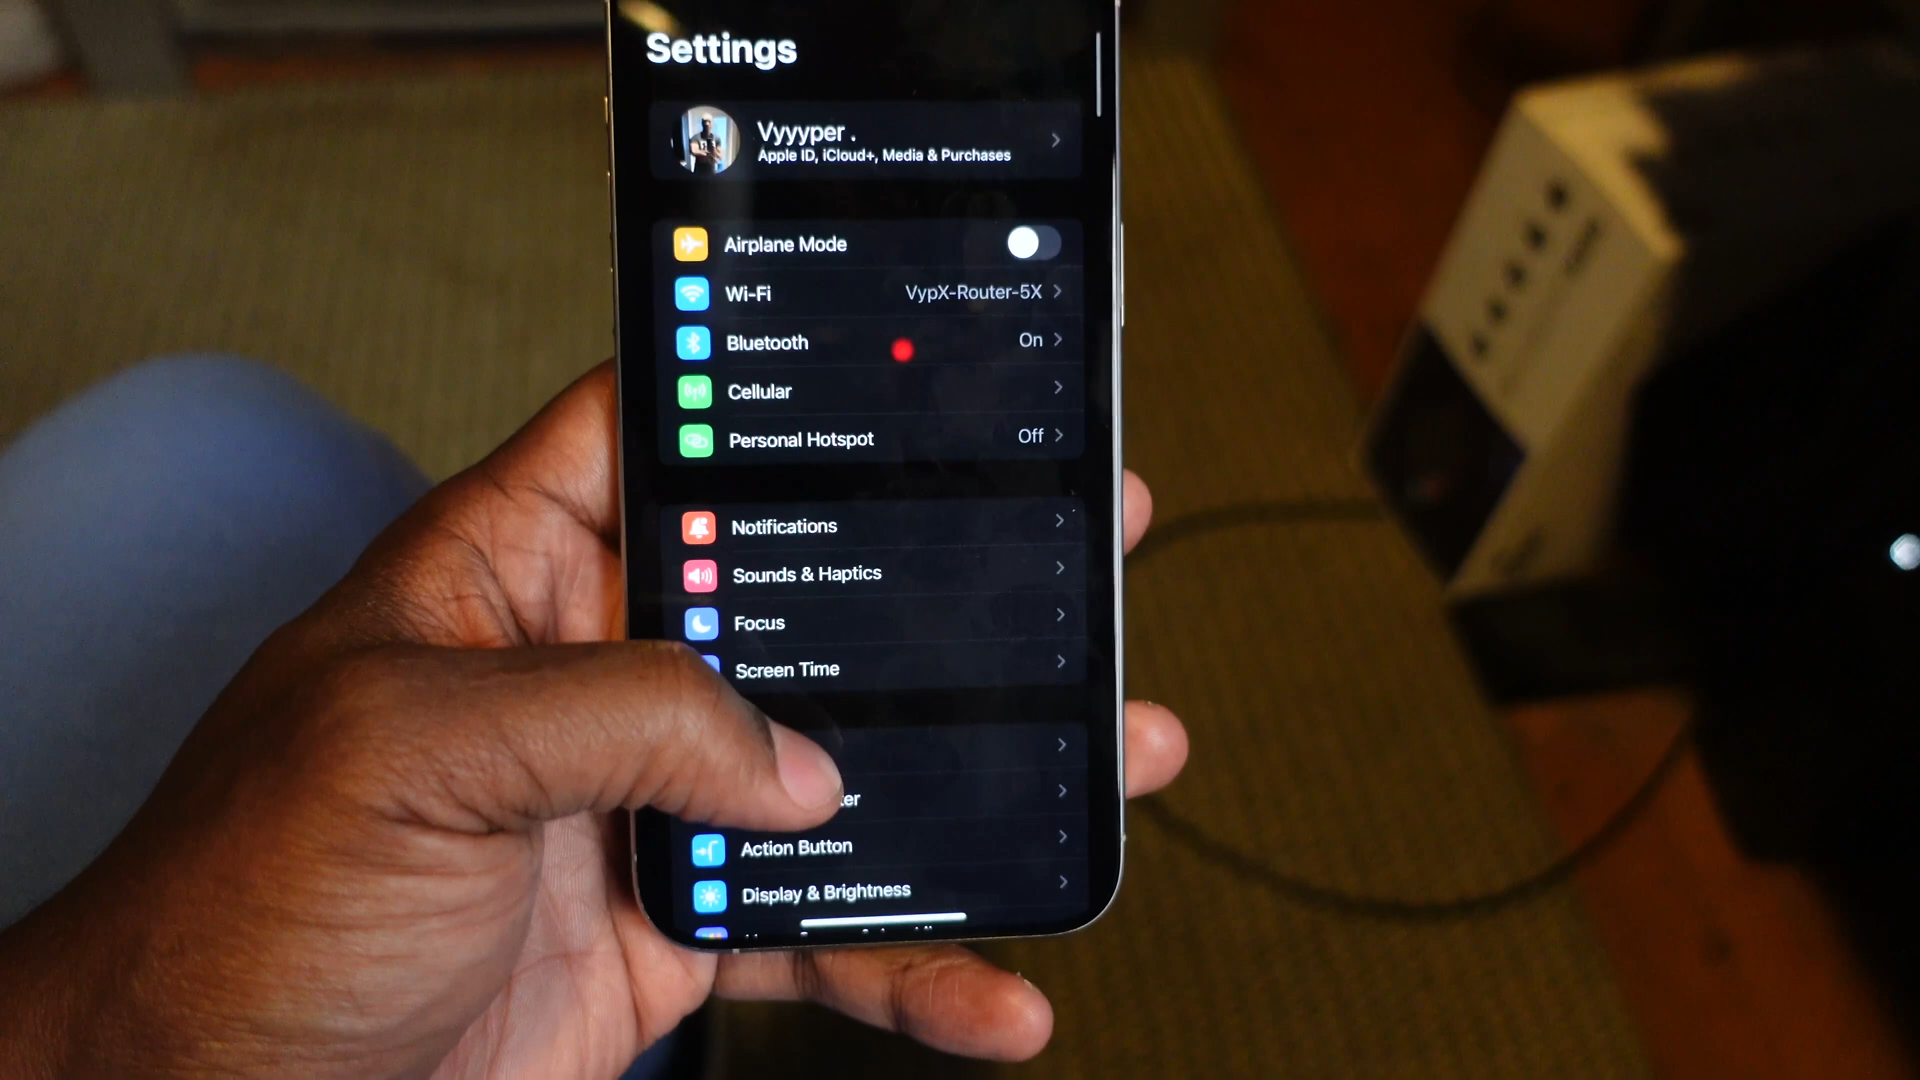 Settings
Vyyyper .
Apple ID, iCloud+, Media & Purchases
Airplane Mode
Wi-Fi VypX-Router-5X
Bluetooth On
Cellular
Personal Hotspot Off
Notifications
Sounds & Haptics
Focus
Screen Time
ter
Action Button
Display & Brightness